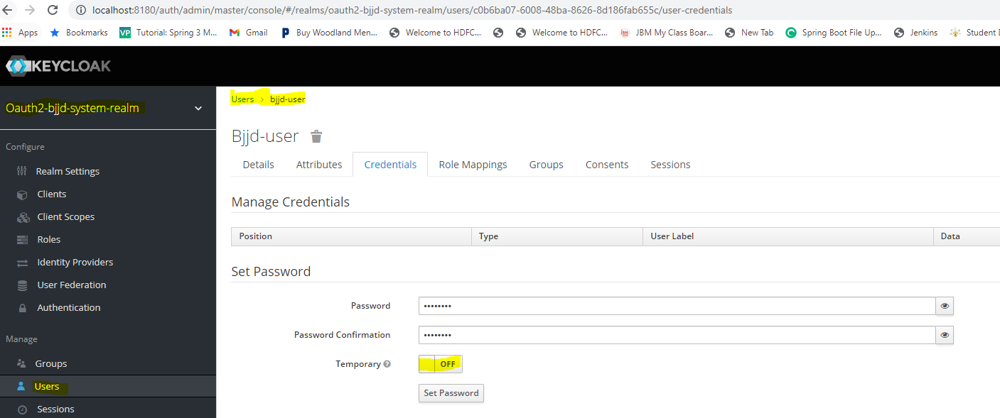 localhost:8180/auth/admin/master/console/#/realms/oauth2-bjjd-system-realm/users/c0b6ba07-6008-48ba-8626-8d186fab655c/user-credentials
Apps Bookmarks VP Tutorial: Spring 3 M... Gmail Buy Woodland Men... Welcome to HDFC... Welcome to HDFC... JBM JBM My Class Boar... New Tab Spring Boot File Up... Jenkins Student D
KEYCLOAK
Oauth2-bjjd-system-realm
Configure
Realm Settings
Clients
Client Scopes
Roles
Identity Providers
User Federation
Authentication
Manage
Groups
Users
Sessions
Users > bjjd-user
Bjjd-user
Details Attributes Credentials Role Mappings Groups Consents Sessions
Manage Credentials
Position Type User Label Data
Set Password
Password ••••••••
Password Confirmation ••••••••
Temporary ? OFF
Set Password